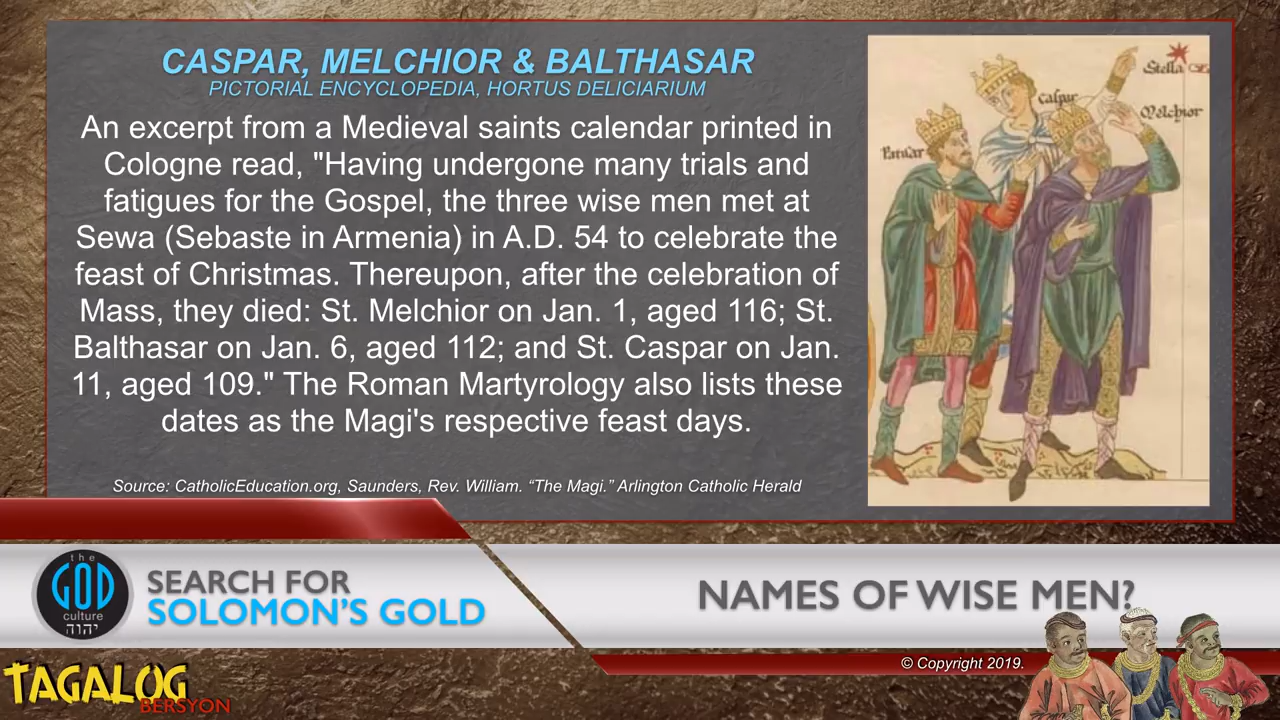 CASPAR, MELCHIOR & BALTHASAR
PICTORIAL ENCYCLOPEDIA, HORTUS DELICIARIUM
An excerpt from a Medieval saints calendar printed in
Cologne read, "Having undergone many trials and
fatigues for the Gospel, the three wise men met at
Sewa (Sebaste in Armenia) in A.D. 54 to celebrate the
feast of Christmas. Thereupon, after the celebration of
Mass, they died: St. Melchior on Jan. 1, aged 116; St.
Balthasar on Jan. 6, aged 112; and St. Caspar on Jan.
11, aged 109." The Roman Martyrology also lists these
dates as the Magi's respective feast days.
Source: CatholicEducation.org, Saunders, Rev. William. “The Magi.” Arlington Catholic Herald
Stella
Caspar
Melchior
the
GOD
culture
יהוה
SEARCH FOR
SOLOMON’S GOLD
NAMES OF WISE MEN?
© Copyright 2019.
TAGALOG
BERSYON